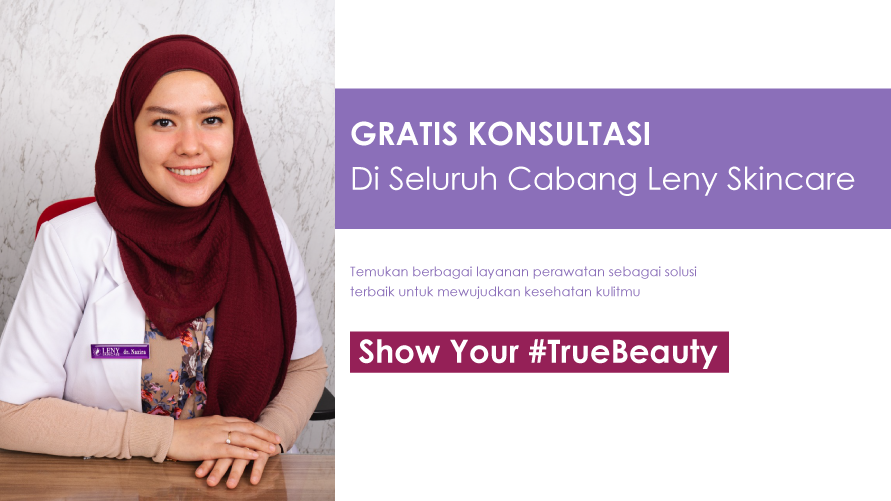 GRATIS KONSULTASI
Di Seluruh Cabang Leny Skincare
Temukan berbagai layanan perawatan sebagai solusi
terbaik untuk mewujudkan kesehatan kulitmu
Show Your #TrueBeauty
LENY dr. Nazira